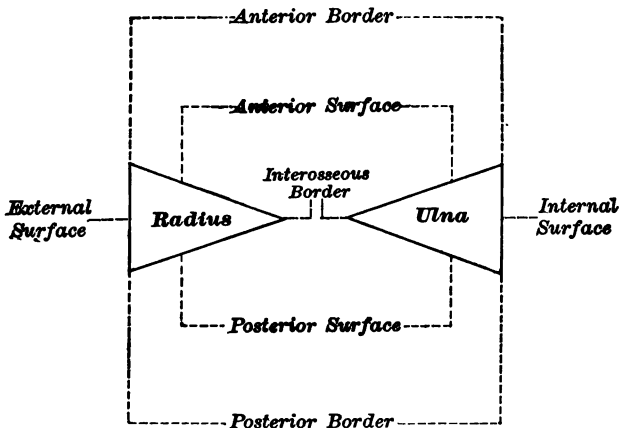 Anterior Border
Anterior Surface
Interosseous
Border
External
Surface
Radius
Ulna
Internal
Surface
Posterior Surface
Posterior Border